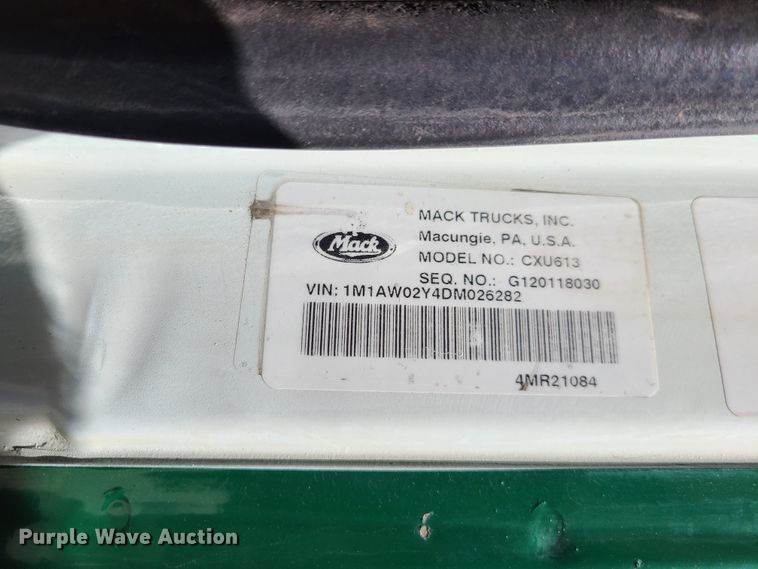 MACK TRUCKS, INC.
Mack
Macungie, PA, U.S.A.
MODEL NO.: CXU613
SEQ. NO.: G120118030
VIN: 1M1AW02Y4DM026282
4MR21084
Purple Wave Auction